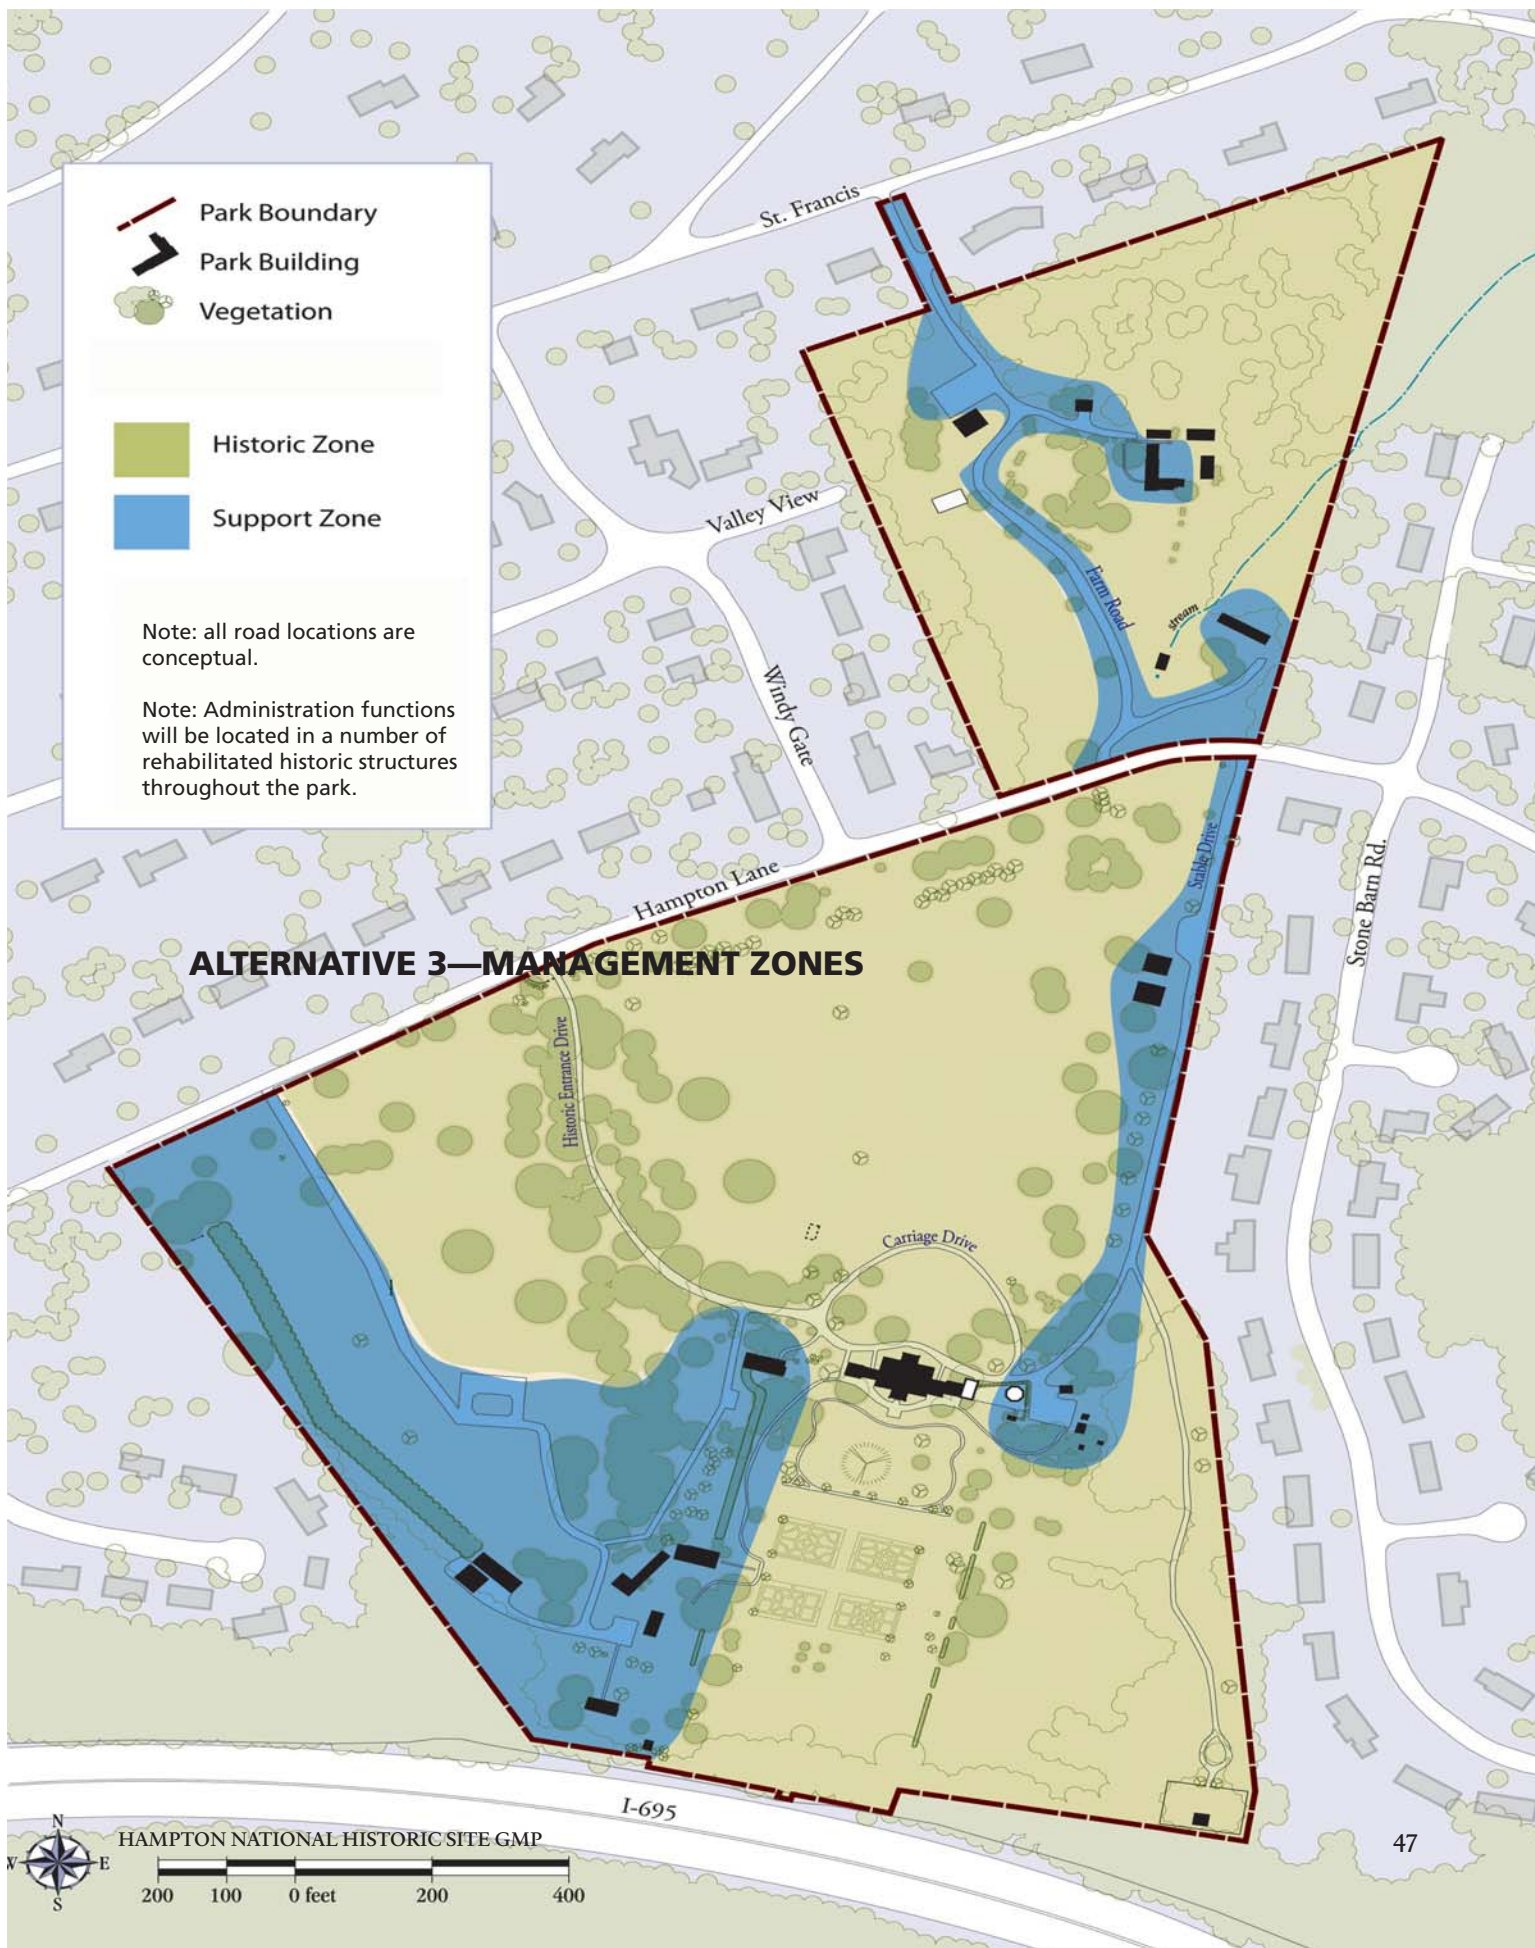 St. Francis
Park Boundary
Park Building
Vegetation
Historic Zone
Support Zone
Note: all road locations are
conceptual.
Note: Administration functions
will be located in a number of
rehabilitated historic structures
throughout the park.
Valley View
Farm Road
stream
Windy Gate
Stable Drive
Stone Barn Rd.
Hampton Lane
ALTERNATIVE 3—MANAGEMENT ZONES
Historic Entrance Drive
Carriage Drive
I-695
N
W
E
S
HAMPTON NATIONAL HISTORIC SITE GMP
200 100 0 feet 200 400
47